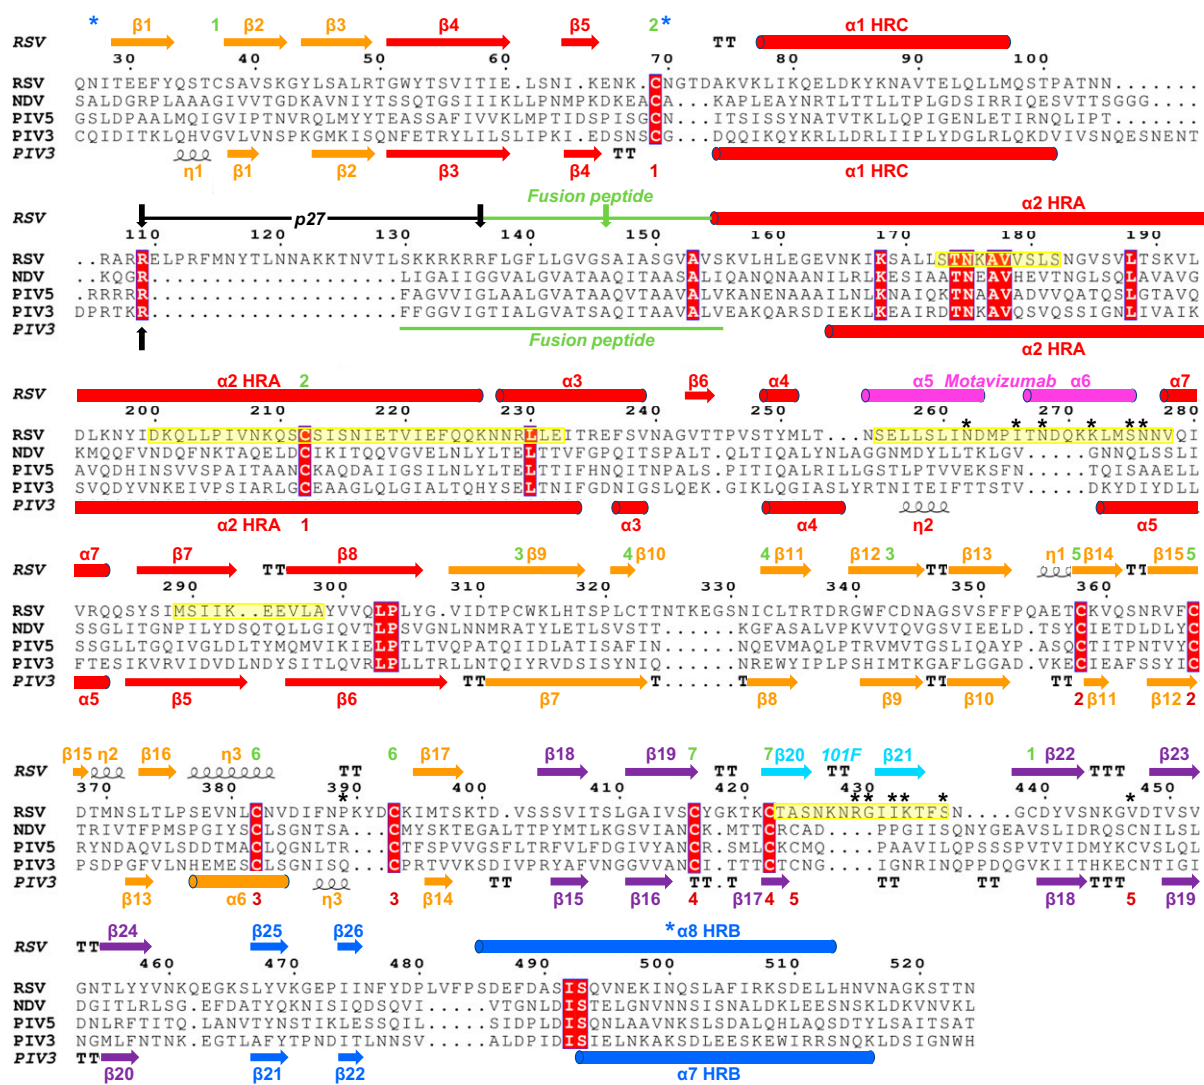 * β1 1 β2 β3 β4 β5 2 * α1 HRC
RSV TT
30 40 50 60 70 80 90 100
RSV QNITEEFYQSTCSAVSKGYLSALRTGWYTSVITIE.LSNI.KENK.CNGTDAKVKLIKQELDKYKNAVTELQLLMQSTPATNN.......
NDV SALDGRPLAAAGIVVTGDKAVNIYTSSQTGSIIIKLLPNMPKDKEACA...KAPLEAYNRTLTTLLTPLGDSIRRIQESVTTSGGG....
PIV5 GSLDPAALMQIGVIPTNVRQLMYYTEASSAFIVVKLMPTIDSPISGCN...ITSISSYNATVTKLLQPIGENLETIRNQLIPT.......
PIV3 CQIDITKLQHVGVLVNSPKGMKISQNFETRYLILSLIPKI.EDSNSCG...DQQIKQYKRLLDRLIIPLYDGLRLQKDVIVSNQESNENT
PIV3 TT
η1 β1 β2 β3 β4 1 α1 HRC
Fusion peptide
RSV p27 α2 HRA
110 120 130 140 150 160 170 180 190
RSV ..RARRELPRFMNYTLNNAKKTNVTLSKKRKRRFLGFLLGVGSAIASGVAVSKVLHLEGEVNKIKSALLSTNKAVVSLSNGVSVLTSKVL
NDV ..KQGR....................LIGAIIGGVALGVATAAQITAASALIQANQNAANILRLKESIAATNEAVHEVTNGLSQLAVAVG
PIV5 .RRRRR....................FAGVVIGLAALGVATAAQVTAAVALVKANENAAAILNLKNAIQKTNAAVADVVQATQSLGTAVQ
PIV3 DPRTKR....................FFGGVIGTIALGVATSAQITAAVALVEAKQARSDIEKLKEAIRDTNKAVQSVQSSIGNLIVAIK
PIV3
Fusion peptide α2 HRA
α2 HRA 2 α3 β6 α4 α5 Motavizumab α6 α7
RSV
200 210 220 230 240 250 260 270 280
* * * * * *
RSV DLKNYIDKQLLPIVNKQSCSISNIETVIEFQQKNNRLLEITREFSVNAGVTTPVSTYMLT...NSELLSLINDMPITNDQKKLMSNNVQI
NDV KMQQFVNDQFNKTAQELDCIKITQQVGVELNLYLTELTTVFGPQITSPALTQLTIQALYNLAGGNMDYLLTKLGV.....GNNQLSSLI
PIV5 AVQDHINSVVSPAITAANCKAQDAIIGSILNLYLTELTTIFHNQITNPALS.PITIQALRILLGSTLPTVVEKSFN.....TQISAAELL
PIV3 SVQDYVNKEIVPSIARLGCEAAGLQLGIALTQHYSELTNIFGDNIGSLQEK.GIKLQGIASLYRTNITEIFTTSTV.....DKYDIYDLL
PIV3
α2 HRA 1 α3 α4 η2 α5
α7 β7 β8 3 β9 4 β10 4 β11 β12 3 β13 η1 5 β14 β15 5
RSV TT TT TT
290 300 310 320 330 340 350 360
RSV VRQQSYSIMSIIK..EEVLAYVVQLPLYG.VIDTPCWKLHTSPLCTTNTKEGSNICLTRTDRGWFCDNAGSVSFFPQAETCKVQSNRVFC
NDV SSGLITGNPILYDSQTQLLGIQVTLPSVGNLNNMRATYLETLSVSTT......KGFASALVPKVVTQVGSVIEELD.TSYCIETDLDLYC
PIV5 SSGLLTGQIVGLDLTYMQMVIKIELPTLTVQPATQIIDLATISAFIN......NQEVMAQLPTRVMVTGSLIQAYP.ASQCTITPNTVYC
PIV3 FTESIKVRVIDVDLNDYSITLQVRLPLLTRLLNTQIYRVDSISYNIQ......NREWYIPLPSHIMTKGAFLGGAD.VKECIEAFSSYIC
PIV3 TT T......T TT TT
α5 β5 β6 β7 β8 β9 β10 2 β11 β12 2
β15 η2 β16 η3 6 6 β17 β18 β19 7 7 β20 101F β21 1 β22 β23
RSV TT TT TT TTT
370 380 390 400 410 420 430 440 450
* ** ** * *
RSV DTMNSLTLPSEVNLCNVDIFNPKYDCKIMTSKTDVSSSVITSLGAIVSCYGKTKCTASNKNRGIIKTFSN....GCDYVSNKGVDTVSV
NDV TRIVTFPMSPGIYSCLSGNTSA...CMYSKTEGALTTPYMTLKGSVIANCK.MTTCRCAD....PPGIISQNYGEAVSLIDRQSCNILSL
PIV5 RYNDAQVLSDDTMACLQGNLTR...CTFSPVVGSFLTRFVLFDGIVYANCR.SMLCKCMQ....PAAVILQPSSSPVTVIDMYKCVSLQL
PIV3 PSDPGFVLNHEMESCLSGNISQ...CPRTVVKSDIVPRYAFVNGGVVANCI.TTTCTCNG....IGNRINQPPDQGVKIITHKECNTIGI
PIV3 TT TT.T TT TT TTT
β13 α6 3 η3 3 β14 β15 β16 4 β17 4 5 β18 5 β19
β24 β25 β26 * α8 HRB
RSV TT
460 470 480 490 500 510 520
RSV GNTLYYVNKQEGKSLYVKGEPIINFYDPLVFPSDEFDASISQVNEKINQSLAFIRKSDELLHNVNAGKSTTN
NDV DGITLRLSG.EFDATYQKNISIQDSQVI.....VTGNLDISTELGNVNNSISNALDKLEESNSKLDKVNVKL
PIV5 DNLRFTITQ.LANVTYNSTIKLESSQIL.....SIDPLDISQNLAAVNKSLSDALQHLAQSDTYLSAITSAT
PIV3 NGMLFNTNK.EGTLAFYTPNDITLNNSV.....ALDPIDISIELNKAKSDLEESKEWIRRSNQKLDSIGNWH
PIV3 TT
β20 β21 β22 α7 HRB